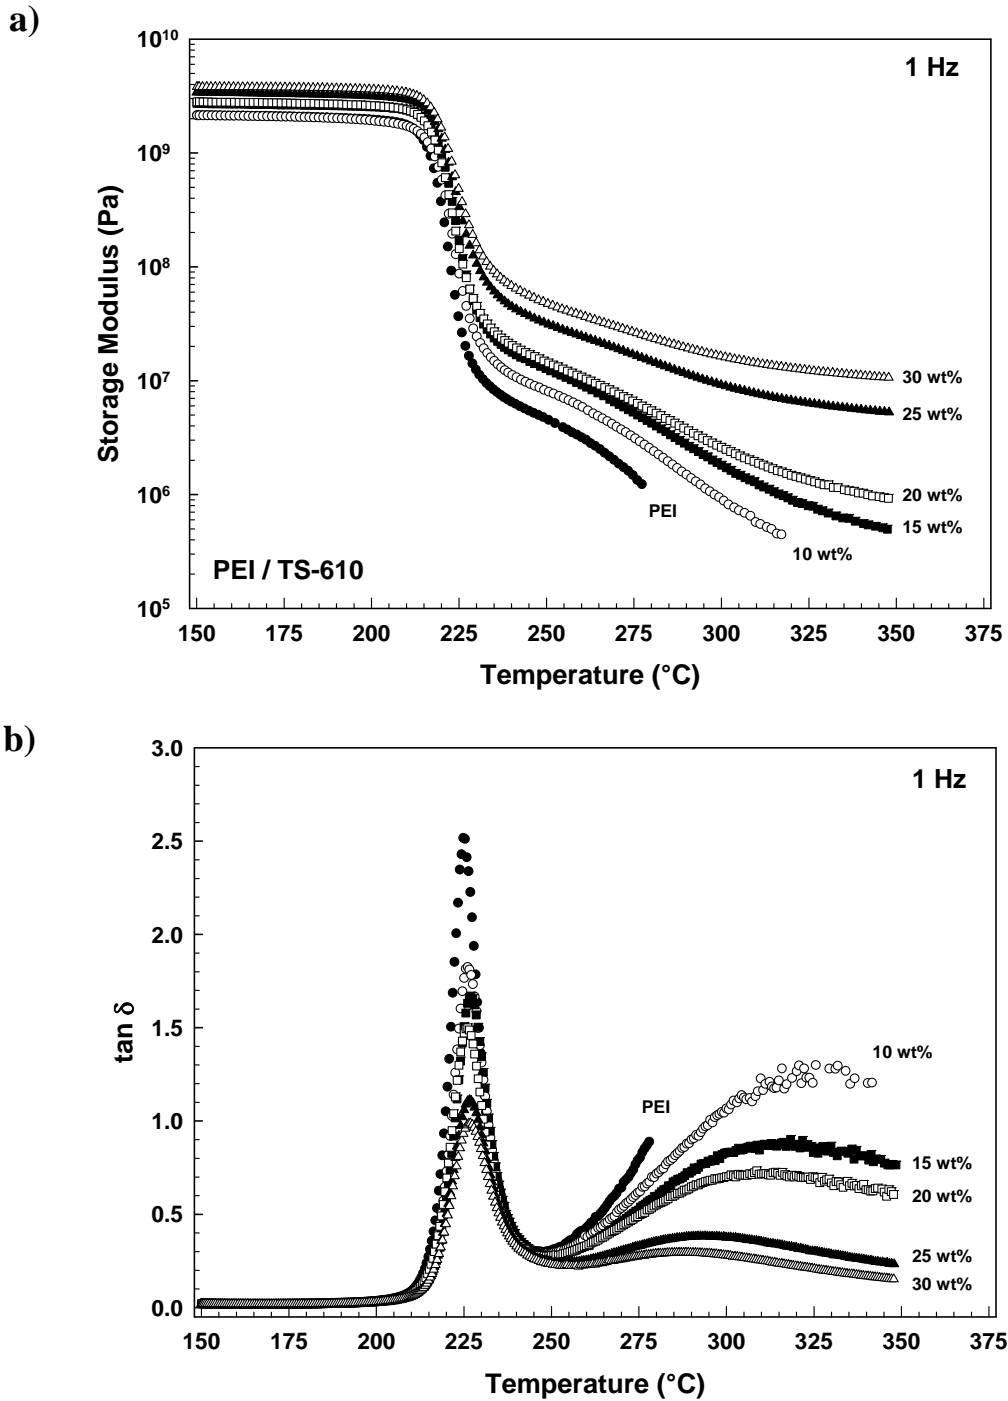 a)
10^10
1 Hz
10^9
10^8
Storage Modulus (Pa)
10^7
30 wt%
25 wt%
10^6
20 wt%
PEI
15 wt%
10 wt%
PEI / TS-610
10^5
150 175 200 225 250 275 300 325 350 375
Temperature (°C)
b)
3.0
1 Hz
2.5
2.0
tan δ
1.5
10 wt%
PEI
1.0
15 wt%
20 wt%
0.5
25 wt%
30 wt%
0.0
150 175 200 225 250 275 300 325 350 375
Temperature (°C)